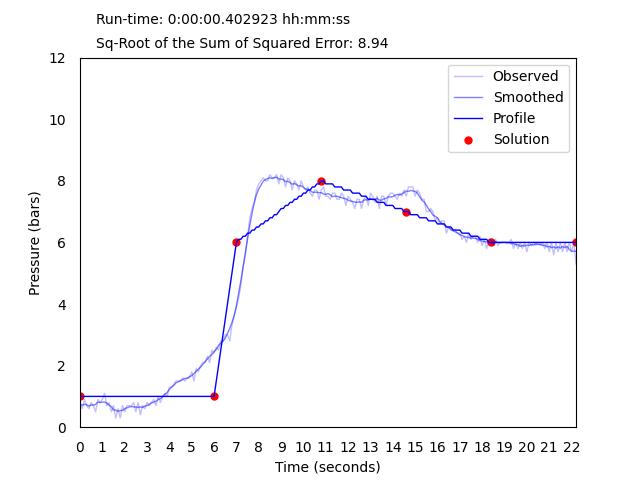 Run-time: 0:00:00.402923 hh:mm:ss
Sq-Root of the Sum of Squared Error: 8.94
12
10
8
6
4
2
0
Pressure (bars)
Observed
Smoothed
Profile
Solution
0 1 2 3 4 5 6 7 8 9 10 11 12 13 14 15 16 17 18 19 20 21 22
Time (seconds)